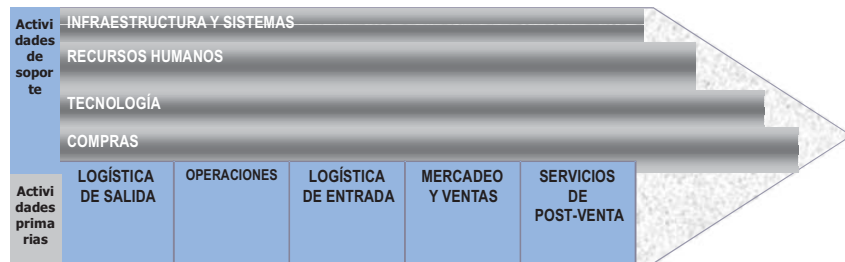 Activi
dades
de
sopor
te
INFRAESTRUCTURA Y SISTEMAS
RECURSOS HUMANOS
TECNOLOGÍA
COMPRAS
Activi
dades
prima
rias
LOGÍSTICA
DE SALIDA
OPERACIONES
LOGÍSTICA
DE ENTRADA
MERCADEO
Y VENTAS
SERVICIOS
DE
POST-VENTA